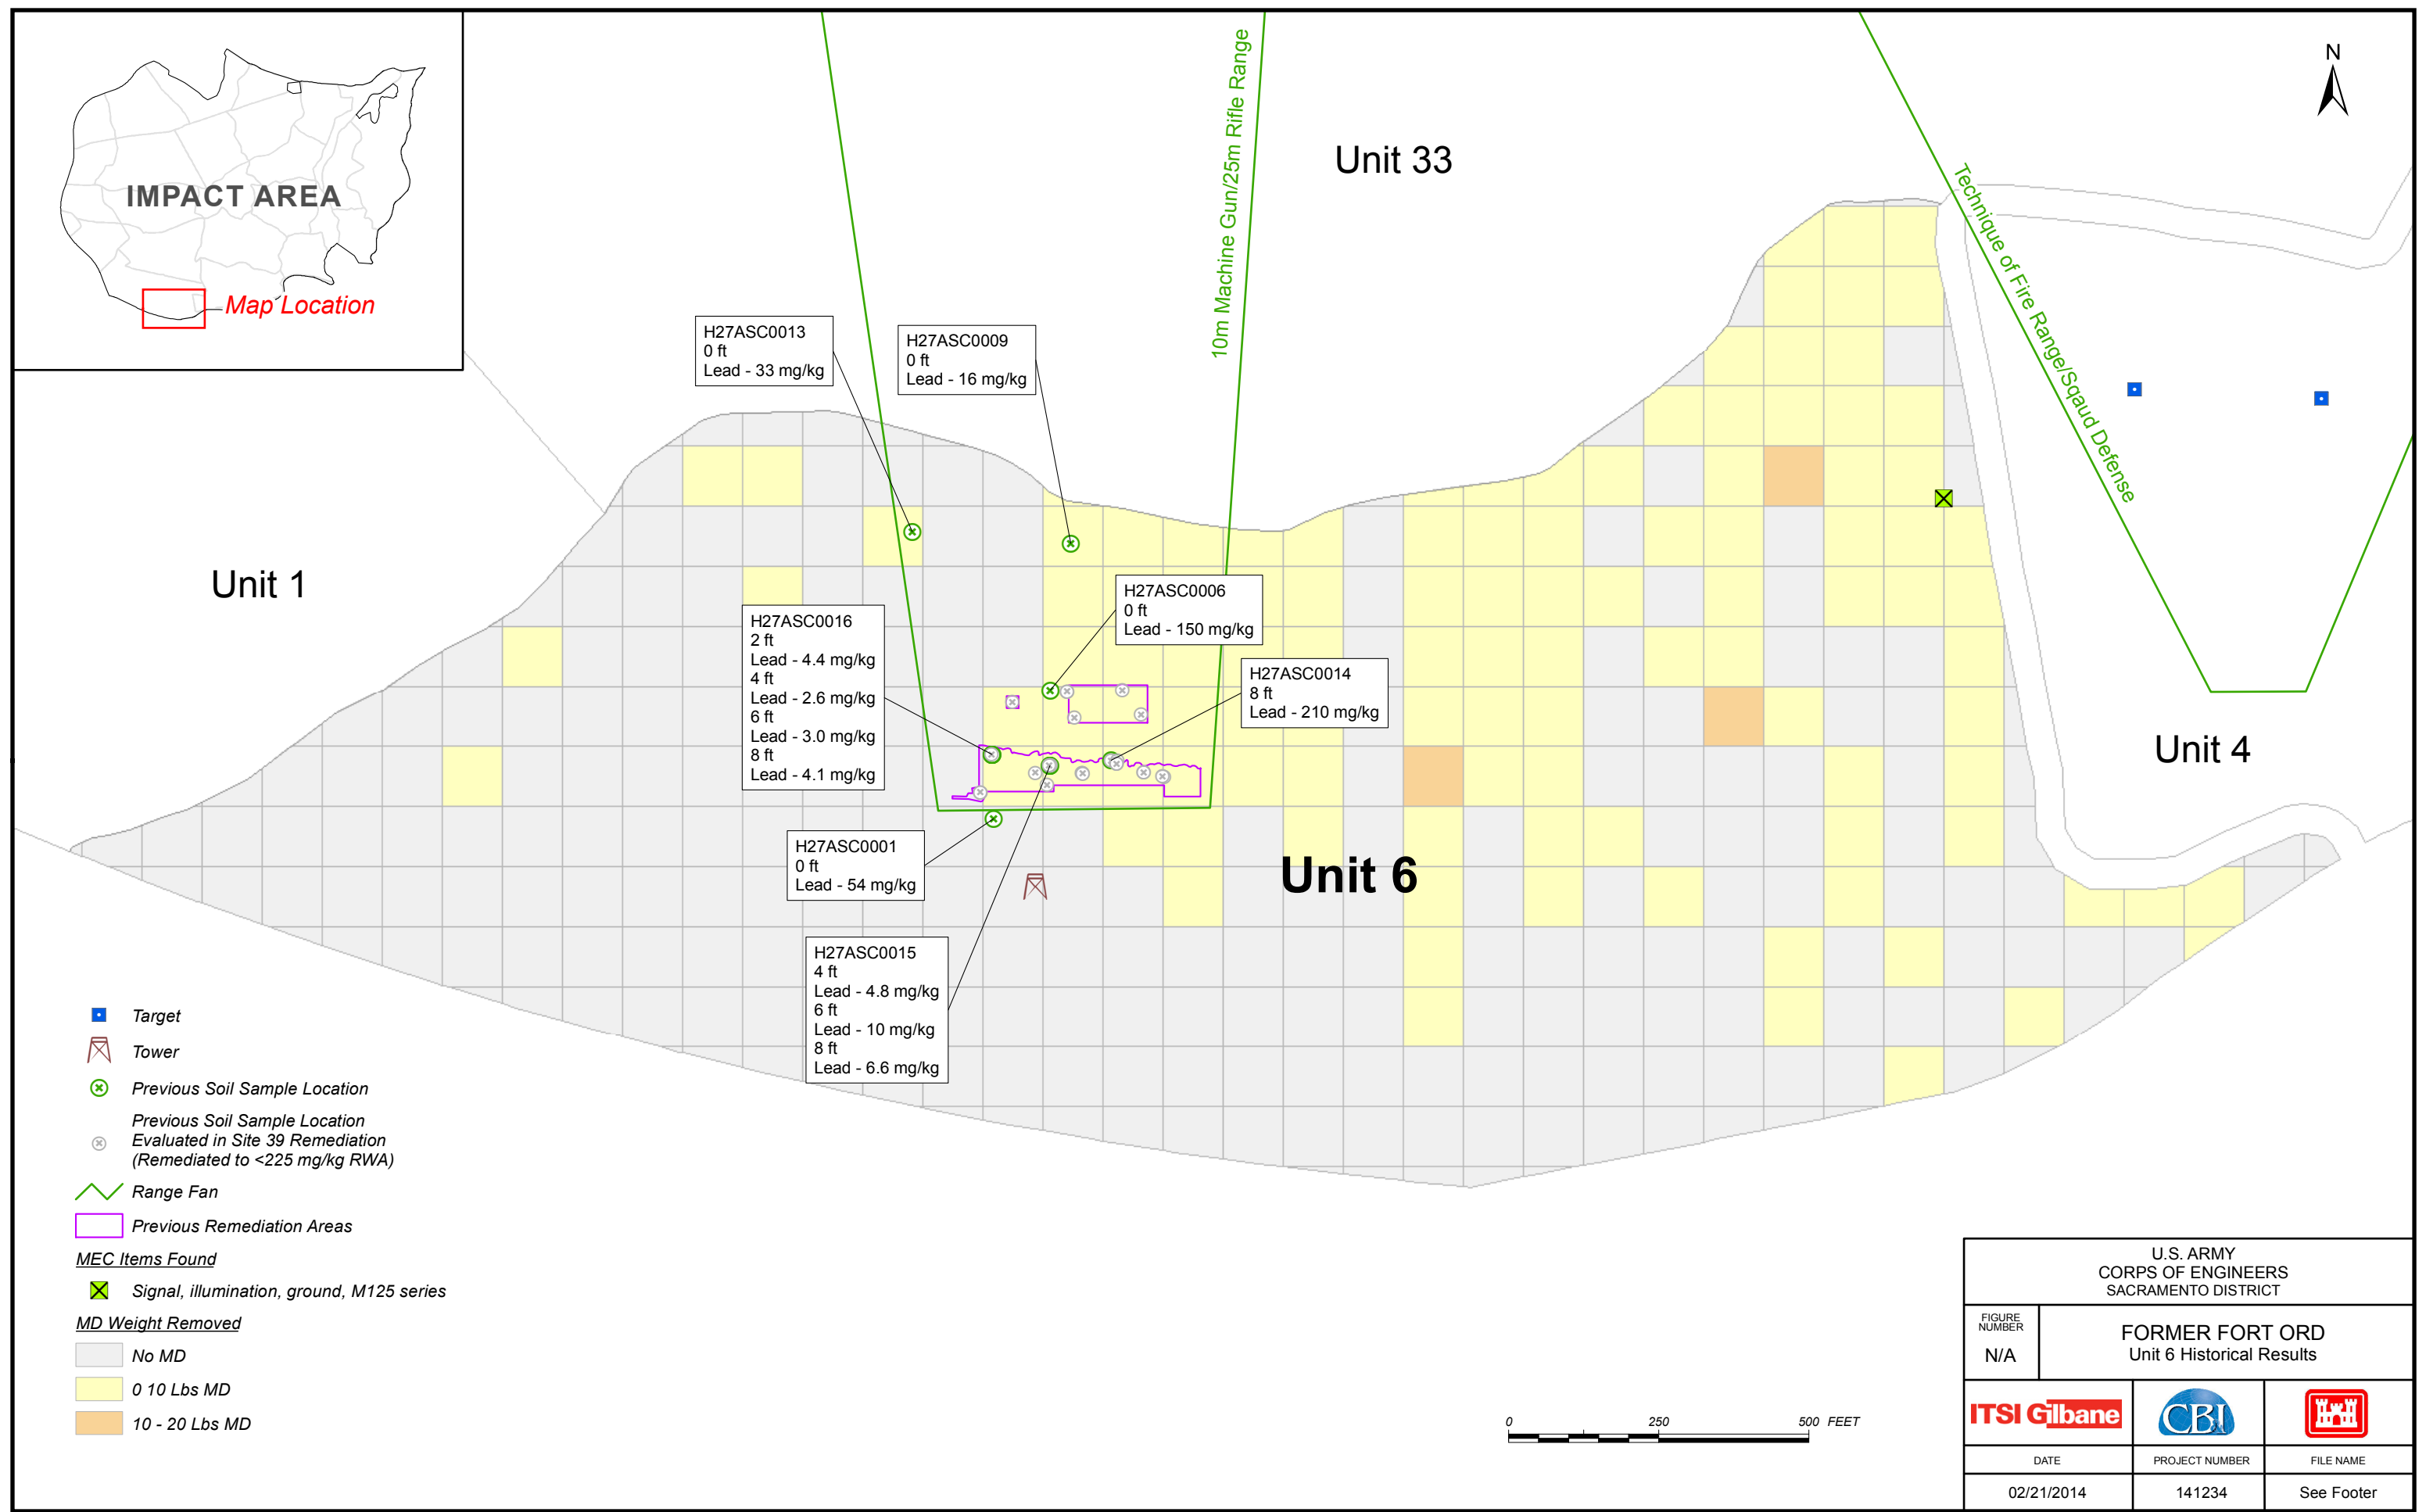 IMPACT AREA
Map Location
N
Unit 33
10m Machine Gun/25m Rifle Range
Technique of Fire Range/Sqaud Defense
H27ASC0013
0 ft
Lead - 33 mg/kg
H27ASC0009
0 ft
Lead - 16 mg/kg
Unit 1
H27ASC0006
0 ft
Lead - 150 mg/kg
H27ASC0016
2 ft
Lead - 4.4 mg/kg
4 ft
Lead - 2.6 mg/kg
6 ft
Lead - 3.0 mg/kg
8 ft
Lead - 4.1 mg/kg
H27ASC0014
8 ft
Lead - 210 mg/kg
Unit 4
H27ASC0001
0 ft
Lead - 54 mg/kg
Unit 6
H27ASC0015
4 ft
Lead - 4.8 mg/kg
6 ft
Lead - 10 mg/kg
8 ft
Lead - 6.6 mg/kg
Target
Tower
Previous Soil Sample Location
Previous Soil Sample Location
Evaluated in Site 39 Remediation
(Remediated to <225 mg/kg RWA)
Range Fan
Previous Remediation Areas
MEC Items Found
Signal, illumination, ground, M125 series
MD Weight Removed
No MD
0 10 Lbs MD
10 - 20 Lbs MD
0 250 500 FEET
U.S. ARMY
CORPS OF ENGINEERS
SACRAMENTO DISTRICT
FIGURE
NUMBER
N/A
FORMER FORT ORD
Unit 6 Historical Results
ITSI Gilbane
CB&I
DATE
PROJECT NUMBER
FILE NAME
02/21/2014
141234
See Footer